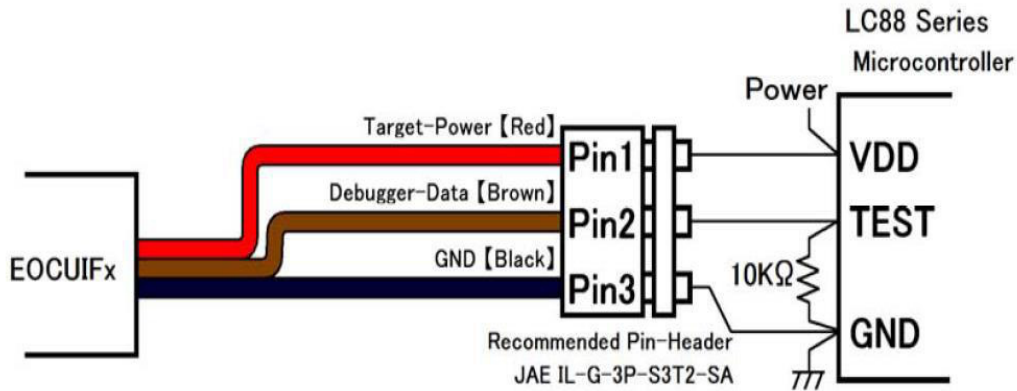 LC88 Series
Microcontroller
Power
Target-Power【Red】
Pin1
VDD
Debugger-Data【Brown】
Pin2
TEST
EOCUIFx
GND【Black】
Pin3
10KΩ
GND
Recommended Pin-Header
JAE IL-G-3P-S3T2-SA